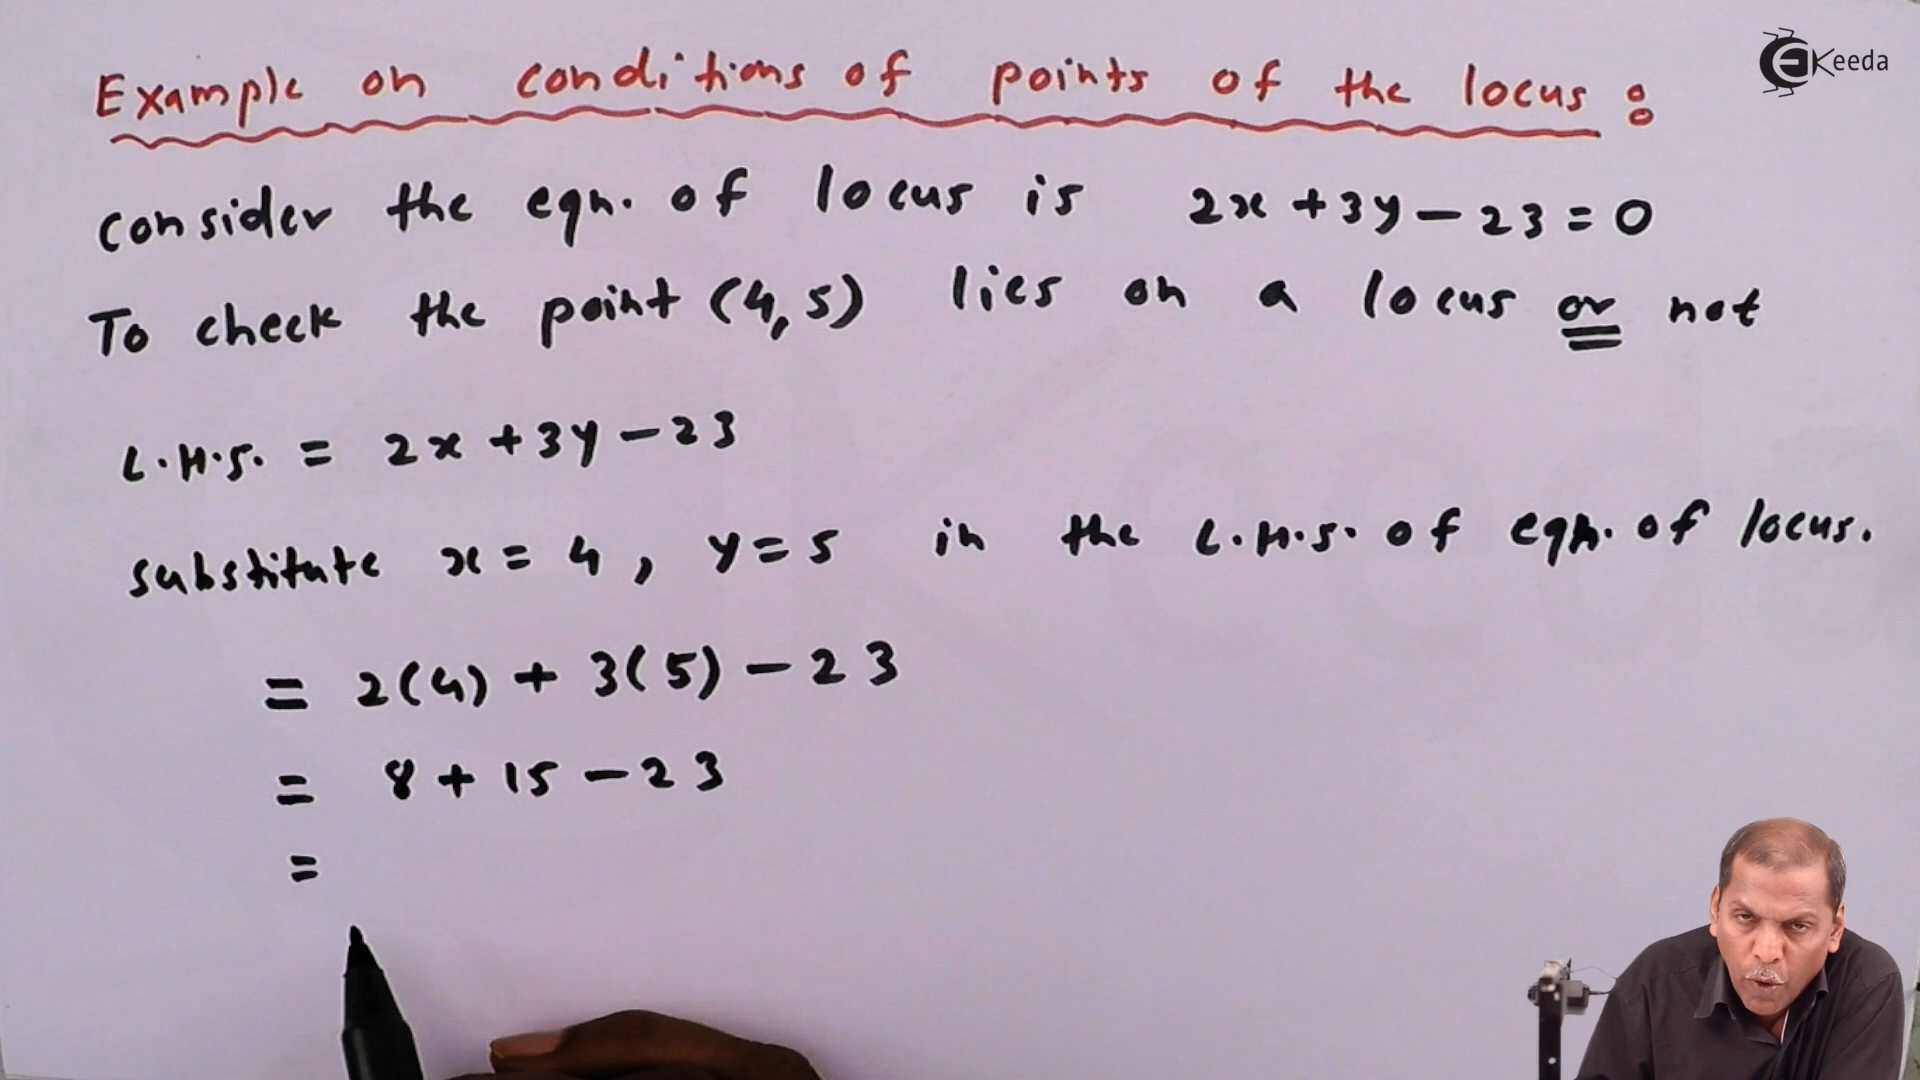 Example on conditions of points of the locus :
EKeeda
consider the eqn. of locus is 2x + 3y - 23 = 0
To check the point (4, 5) lies on a locus or not
L.H.S. = 2x + 3y - 23
substitute x = 4 , y = 5 in the L.H.S. of eqn. of locus.
= 2(4) + 3(5) - 23
= 8 + 15 - 23
=